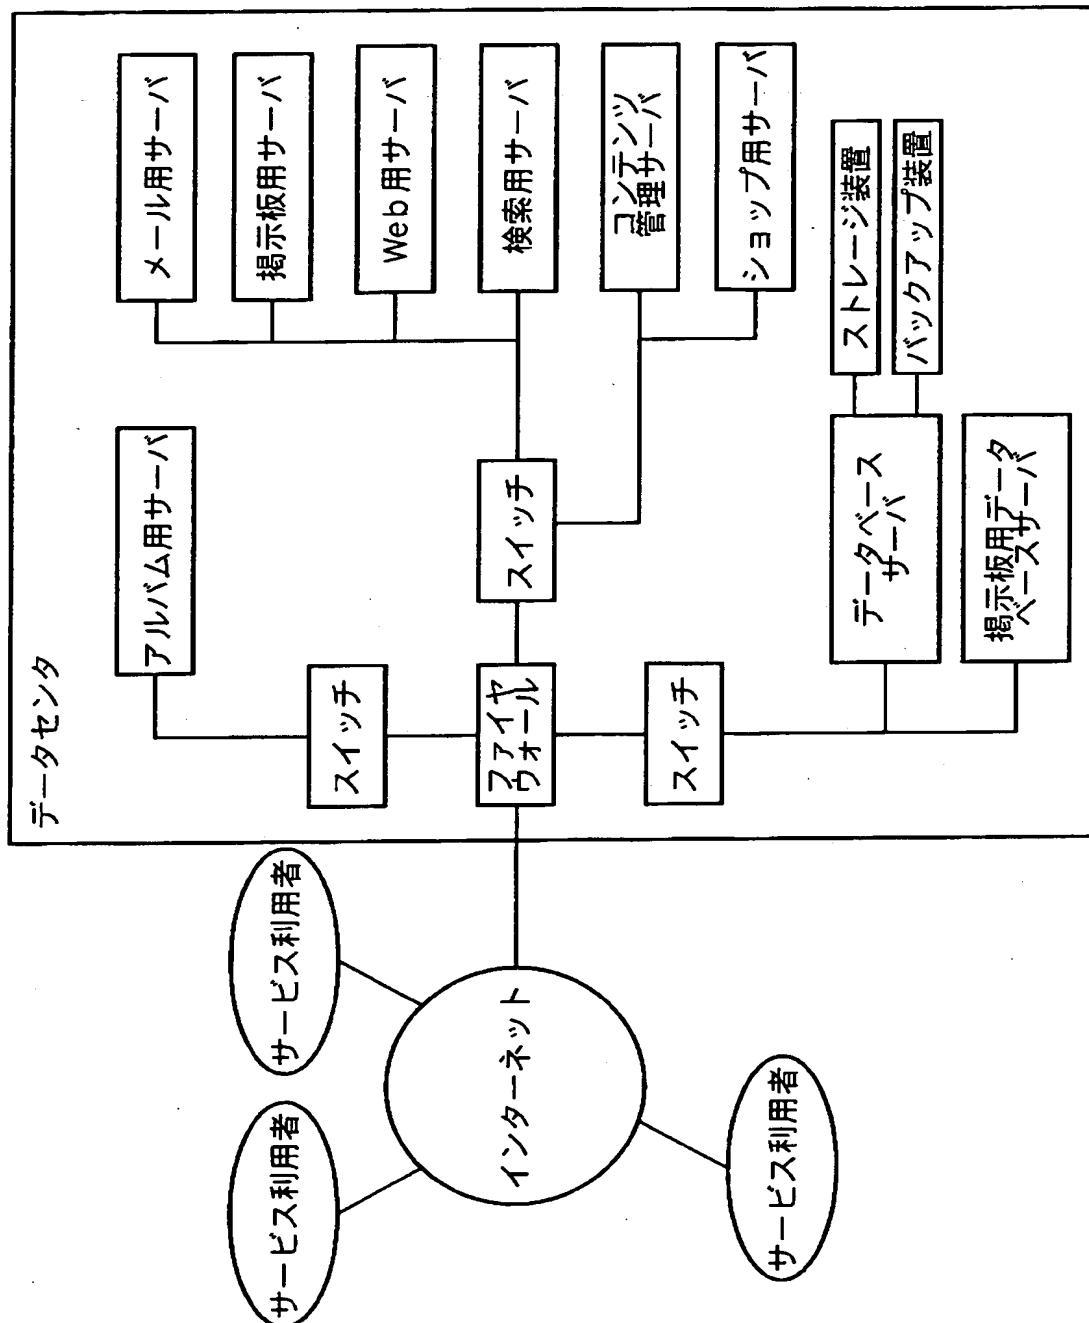 データセンタ
アルバム用サーバ
メール用サーバ
掲示板用サーバ
Web用サーバ
検索用サーバ
コンテンツ
管理サーバ
ショップ用サーバ
スイッチ
スイッチ
ファイヤ
ウォール
スイッチ
データベース
サーバ
ストレージ装置
バックアップ装置
掲示板用データ
ベースサーバ
サービス利用者
サービス利用者
インターネット
サービス利用者